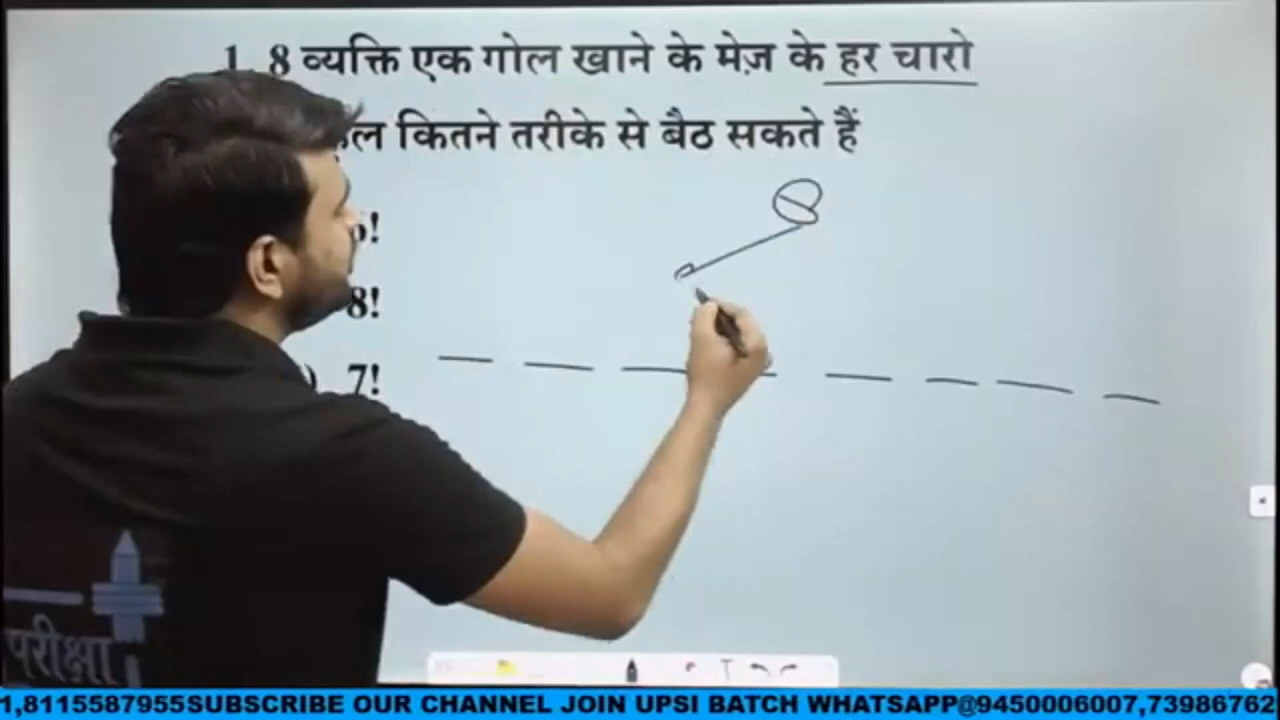 1. 8 व्यक्ति एक गोल खाने के मेज़ के हर चारो
कितने तरीके से बैठ सकते हैं
8!
7!
परीक्षा
1,8115587955SUBSCRIBE OUR CHANNEL JOIN UPSI BATCH WHATSAPP@9450006007,73986762